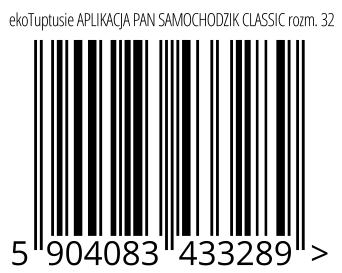 ekoTuptusie APLIKACJA PAN SAMOCHODZIK CLASSIC rozm. 32
5 904083 433289 >